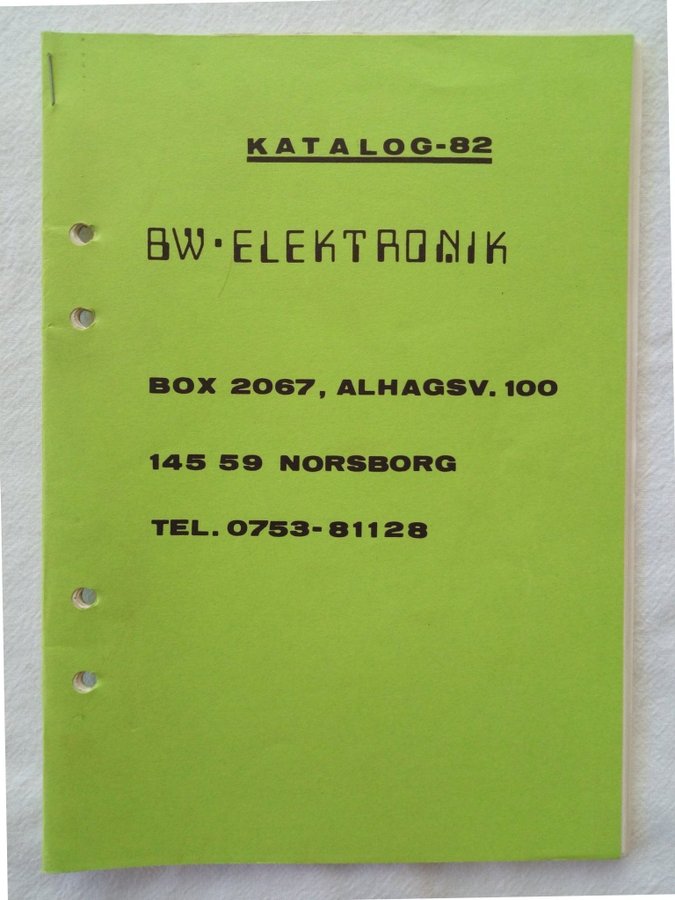 KATALOG-82
BW·ELEKTRONIK
BOX 2067, ALHAGSV. 100
145 59 NORSBORG
TEL. 0753-81128